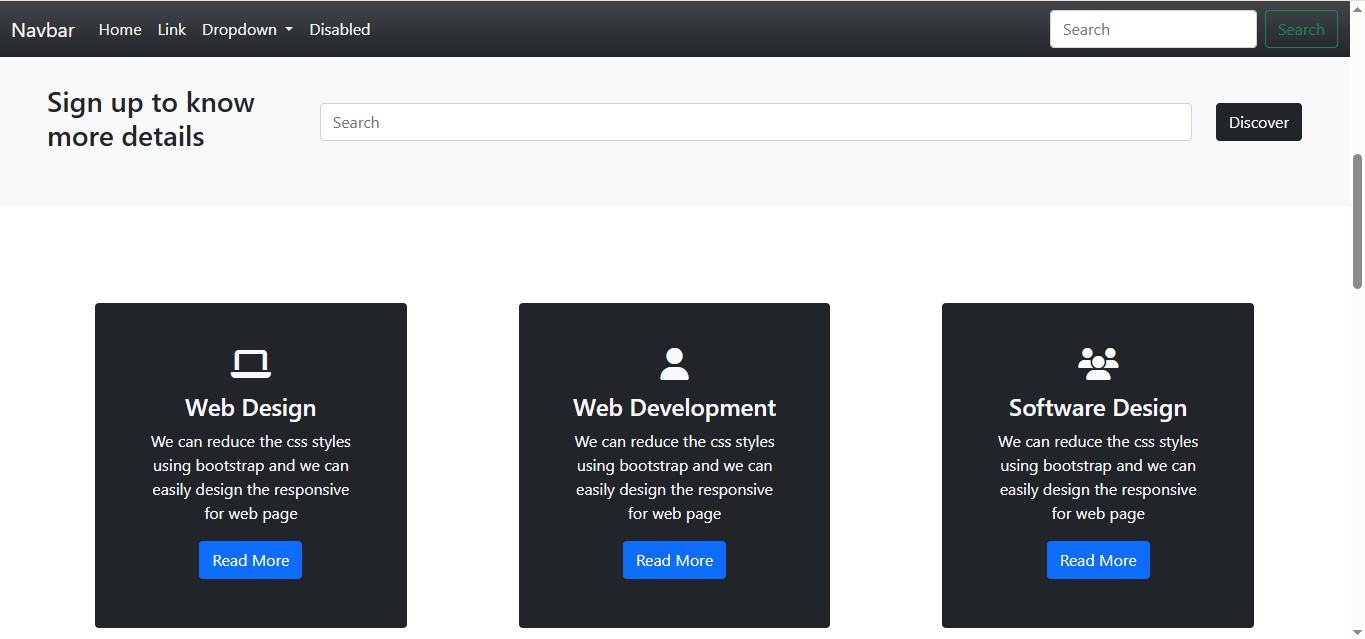 Navbar Home Link Dropdown Disabled Search Search
Sign up to know
more details
Search
Discover
Web Design
We can reduce the css styles
using bootstrap and we can
easily design the responsive
for web page
Read More
Web Development
We can reduce the css styles
using bootstrap and we can
easily design the responsive
for web page
Read More
Software Design
We can reduce the css styles
using bootstrap and we can
easily design the responsive
for web page
Read More